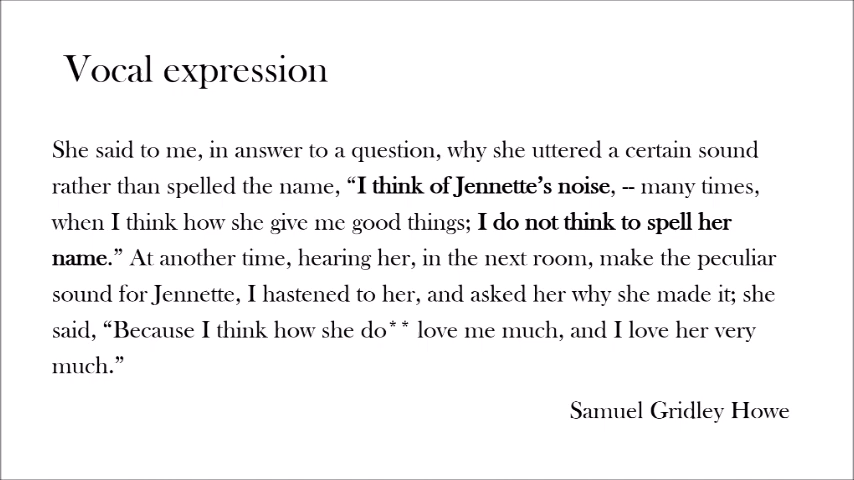 Vocal expression
She said to me, in answer to a question, why she uttered a certain sound
rather than spelled the name, “I think of Jennette’s noise, -- many times,
when I think how she give me good things; I do not think to spell her
name.” At another time, hearing her, in the next room, make the peculiar
sound for Jennette, I hastened to her, and asked her why she made it; she
said, “Because I think how she do** love me much, and I love her very
much.”
Samuel Gridley Howe